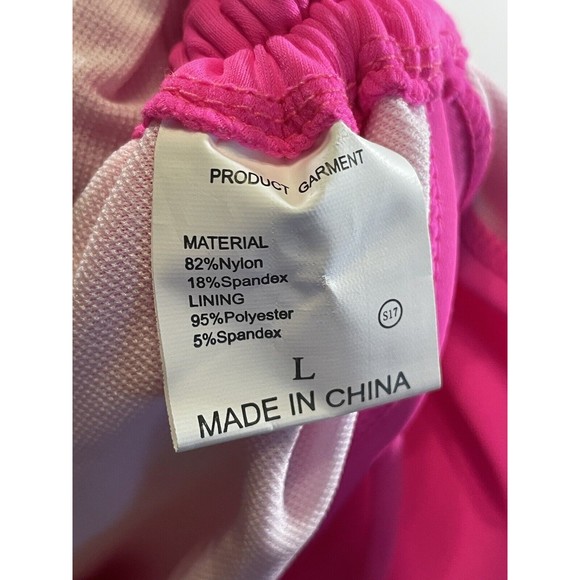 PRODUCT GARMENT
MATERIAL
82%Nylon
18%Spandex
LINING
95%Polyester
5%Spandex
S17
L
MADE IN CHINA